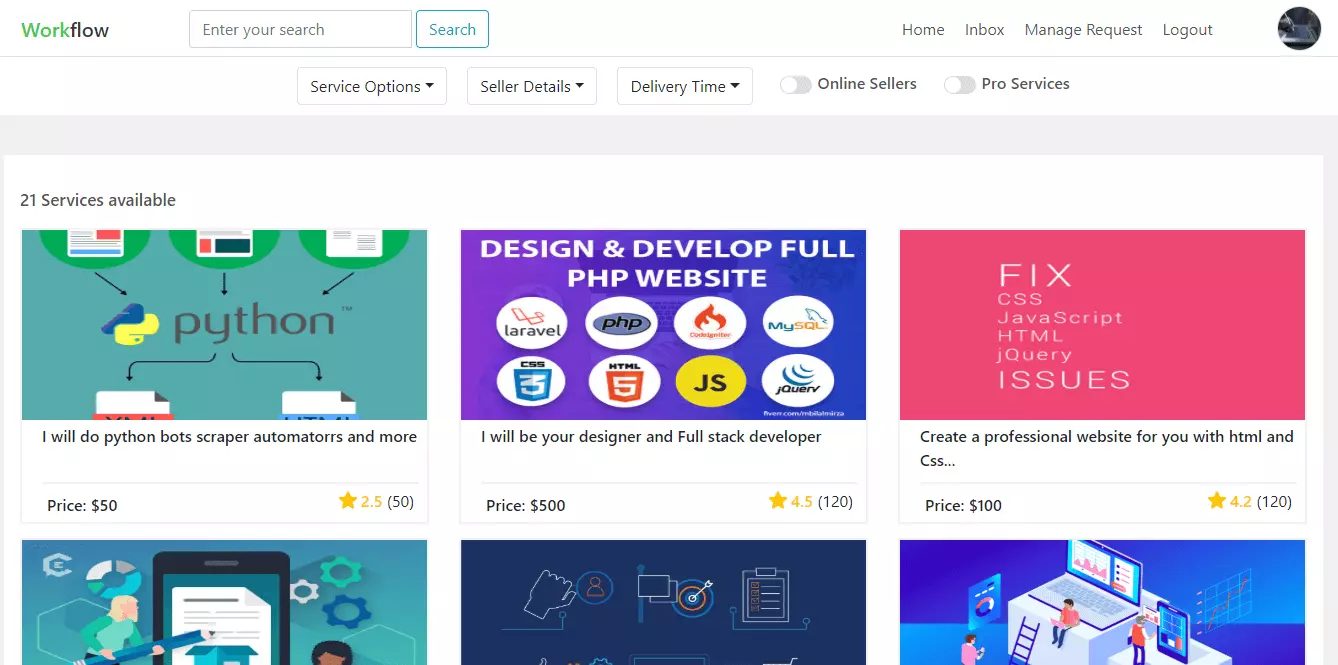 Workflow
Enter your search
Search
Home
Inbox
Manage Request
Logout
Service Options
Seller Details
Delivery Time
Online Sellers
Pro Services
21 Services available
python ™
I will do python bots scraper automatorrs and more
Price: $50
2.5 (50)
DESIGN & DEVELOP FULL
PHP WEBSITE
laravel
php
CodeIgniter
MySQL
CSS
3
HTML
5
JS
jQuery
fiverr.com/mbilalmirza
I will be your designer and Full stack developer
Price: $500
4.5 (120)
FIX
CSS
JavaScript
HTML
jQuery
ISSUES
Create a professional website for you with html and
Css...
Price: $100
4.2 (120)